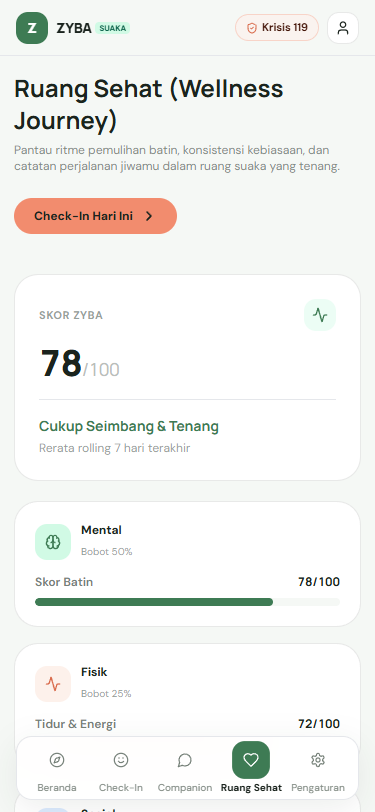 Z
ZYBA
SUAKA
Krisis 119
Ruang Sehat (Wellness
Journey)
Pantau ritme pemulihan batin, konsistensi kebiasaan, dan
catatan perjalanan jiwamu dalam ruang suaka yang tenang.
Check-In Hari Ini
SKOR ZYBA
78/100
Cukup Seimbang & Tenang
Rerata rolling 7 hari terakhir
Mental
Bobot 50%
Skor Batin 78/100
Fisik
Bobot 25%
Tidur & Energi 72/100
Beranda Check-In Companion Ruang Sehat Pengaturan